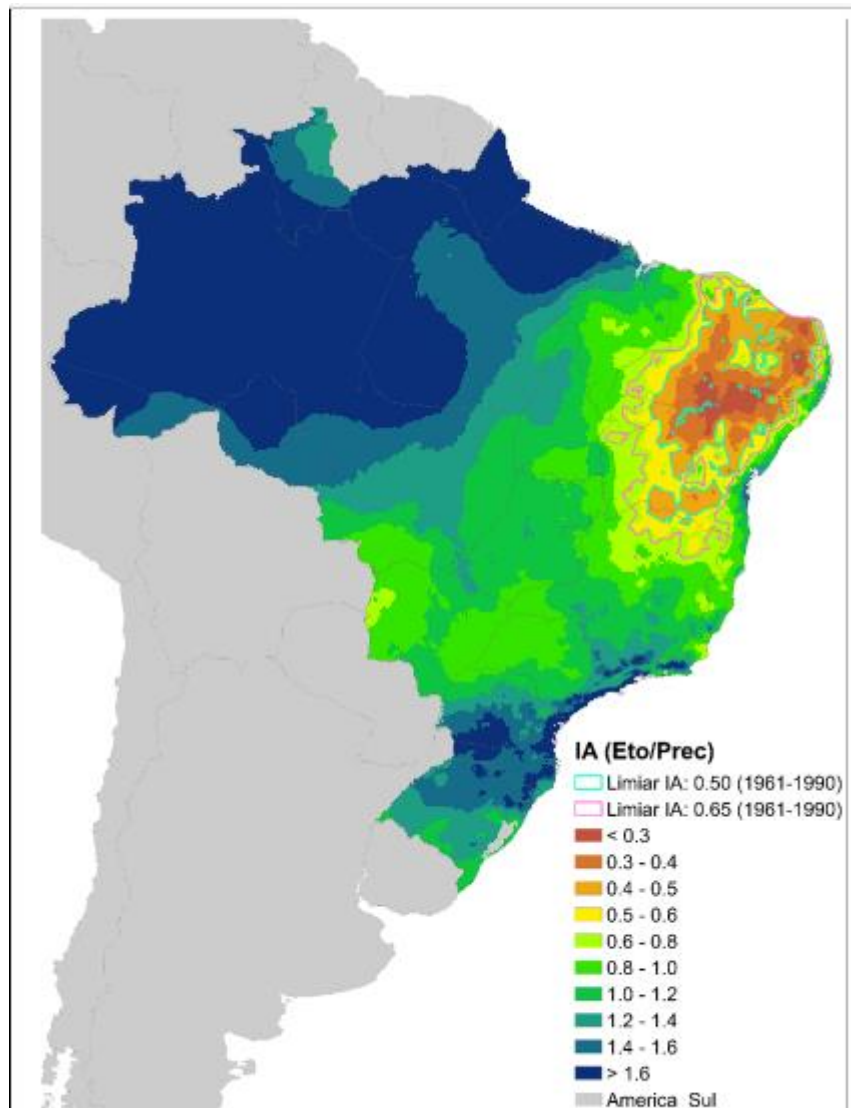 IA (Eto/Prec)
Limiar IA: 0.50 (1961-1990)
Limiar IA: 0.65 (1961-1990)
< 0.3
0.3 - 0.4
0.4 - 0.5
0.5 - 0.6
0.6 - 0.8
0.8 - 1.0
1.0 - 1.2
1.2 - 1.4
1.4 - 1.6
> 1.6
America_Sul